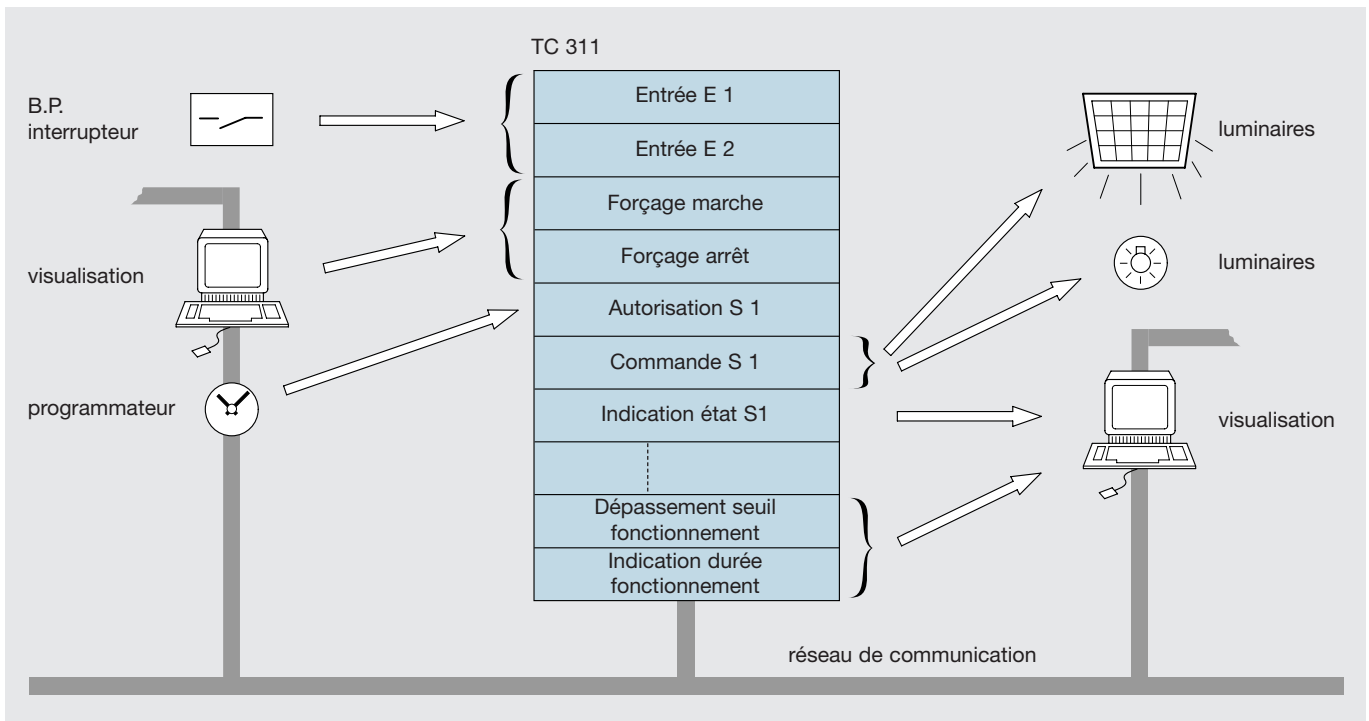 TC 311
B.P.
interrupteur
visualisation
programmateur
Entrée E 1
Entrée E 2
Forçage marche
Forçage arrêt
Autorisation S 1
Commande S 1
Indication état S1
Dépassement seuil
fonctionnement
Indication durée
fonctionnement
luminaires
luminaires
visualisation
réseau de communication